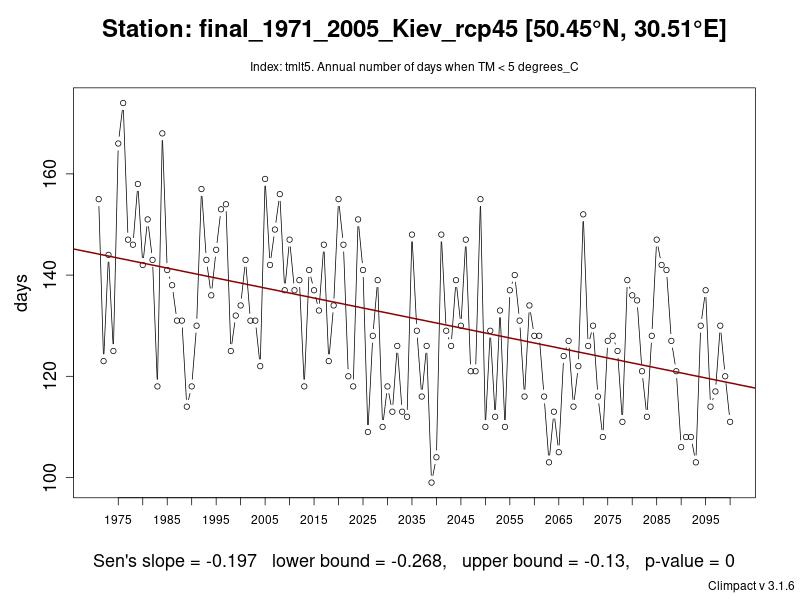 Station: final_1971_2005_Kiev_rcp45 [50.45°N, 30.51°E]
Index: tmlt5. Annual number of days when TM < 5 degrees_C
160
140
120
100
days
1975 1985 1995 2005 2015 2025 2035 2045 2055 2065 2075 2085 2095
Sen's slope = -0.197 lower bound = -0.268, upper bound = -0.13, p-value = 0
Climpact v 3.1.6